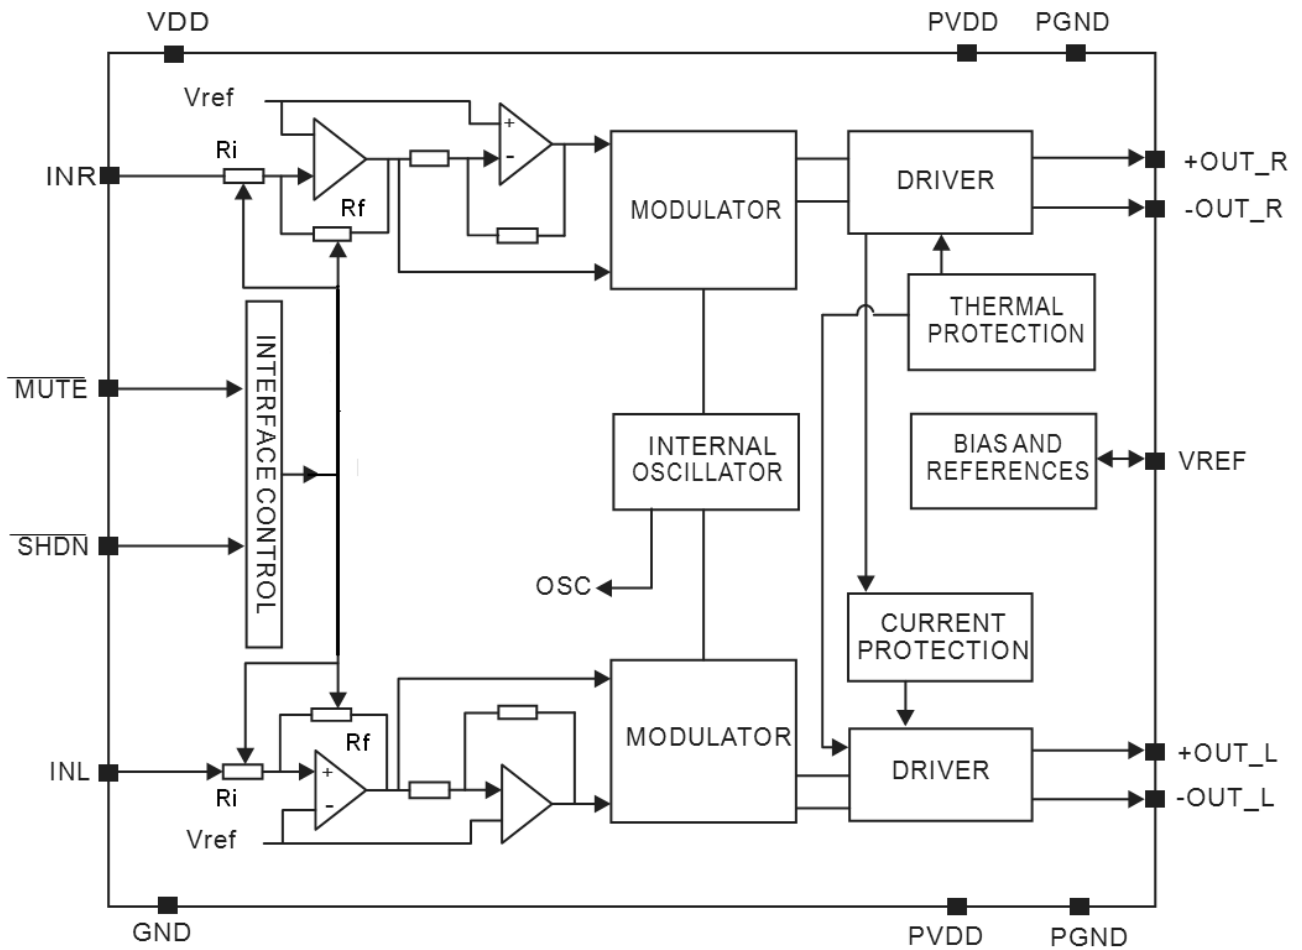 VDD
PVDD
PGND
Vref
+
-
Ri
INR
Rf
MODULATOR
DRIVER
+OUT_R
-OUT_R
THERMAL
PROTECTION
INTERFACE CONTROL
MUTE
SHDN
INTERNAL
OSCILLATOR
BIAS AND
REFERENCES
VREF
OSC
CURRENT
PROTECTION
MODULATOR
DRIVER
+OUT_L
-OUT_L
Rf
INL
+
-
Ri
Vref
GND
PVDD
PGND